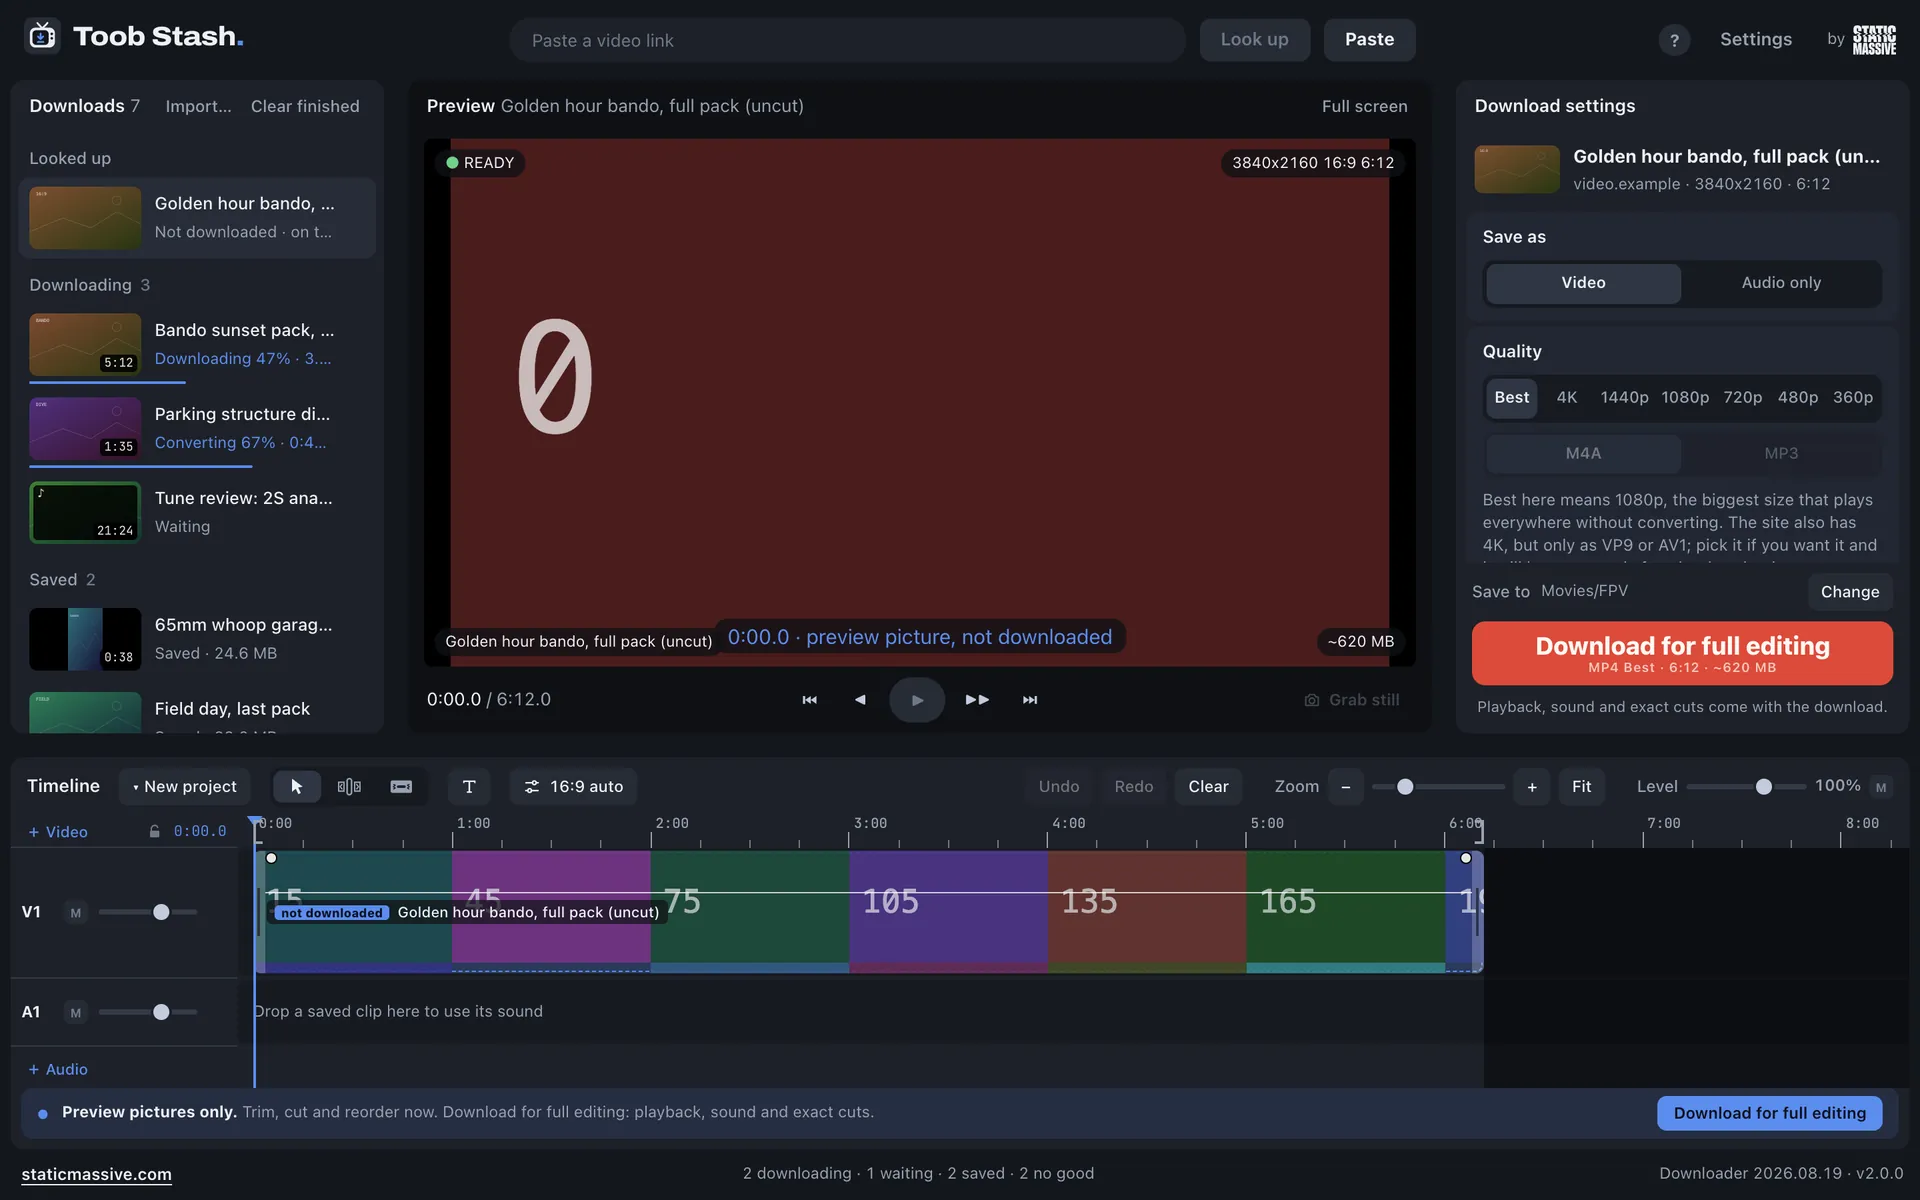 Toob Stash.
Paste a video link
Look up
Paste
?
Settings
by STATIC MASSIVE
Downloads 7
Import...
Clear finished
Looked up
Golden hour bando, ...
Not downloaded · on t...
Downloading 3
5:12
Bando sunset pack, ...
Downloading 47% · 3....
1:35
Parking structure di...
Converting 67% · 0:4...
21:24
Tune review: 2S ana...
Waiting
Saved 2
0:38
65mm whoop garag...
Saved · 24.6 MB
Field day, last pack
Preview Golden hour bando, full pack (uncut)
Full screen
READY
3840x2160 16:9 6:12
0
Golden hour bando, full pack (uncut)
0:00.0 · preview picture, not downloaded
~620 MB
0:00.0 / 6:12.0
Grab still
Download settings
Golden hour bando, full pack (un...
video.example · 3840x2160 · 6:12
Save as
Video
Audio only
Quality
Best
4K
1440p
1080p
720p
480p
360p
M4A
MP3
Best here means 1080p, the biggest size that plays
everywhere without converting. The site also has
4K, but only as VP9 or AV1; pick it if you want it and
Save to Movies/FPV
Change
Download for full editing
MP4 Best · 6:12 · ~620 MB
Playback, sound and exact cuts come with the download.
Timeline
New project
T
16:9 auto
Undo
Redo
Clear
Zoom
−
+
Fit
Level
100%
M
+ Video
0:00.0
0:00
1:00
2:00
3:00
4:00
5:00
6:00
7:00
8:00
V1
M
15
45
75
105
135
165
not downloaded
Golden hour bando, full pack (uncut)
A1
M
Drop a saved clip here to use its sound
+ Audio
Preview pictures only. Trim, cut and reorder now. Download for full editing: playback, sound and exact cuts.
Download for full editing
staticmassive.com
2 downloading · 1 waiting · 2 saved · 2 no good
Downloader 2026.08.19 · v2.0.0